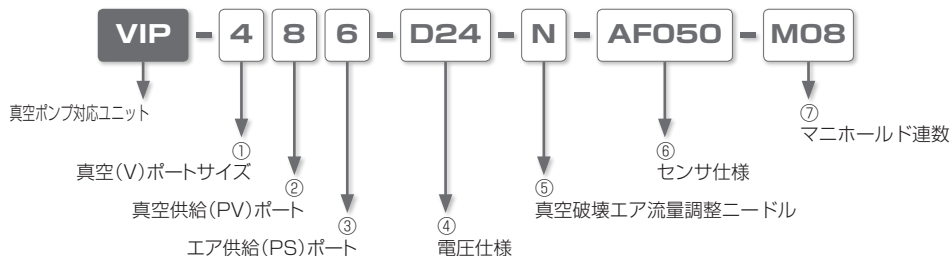 VIP - 4 8 6 - D24 - N - AF050 - M08
真空ポンプ対応ユニット
①
真空(V)ポートサイズ
②
真空供給(PV)ポート
③
エア供給(PS)ポート
④
電圧仕様
⑤
真空破壊エア流量調整ニードル
⑥
センサ仕様
⑦
マニホールド連数